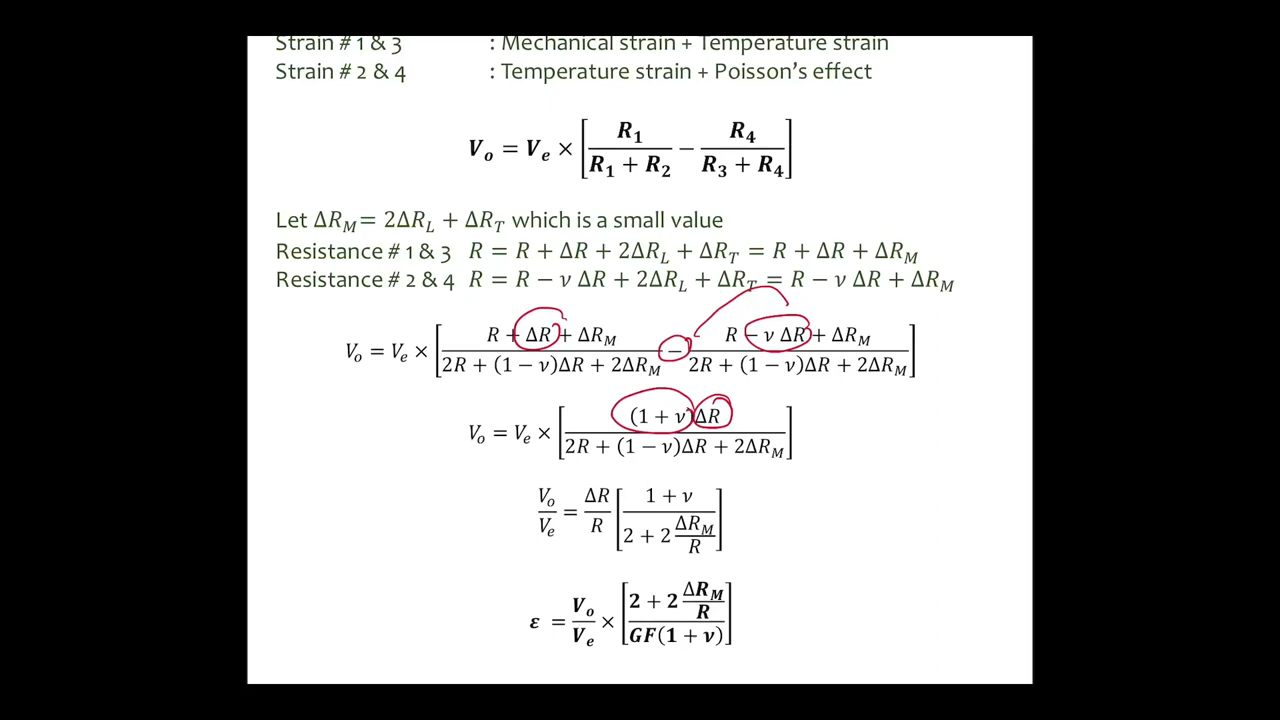 Strain # 1 & 3 : Mechanical strain + Temperature strain
Strain # 2 & 4 : Temperature strain + Poisson's effect
V_o = V_e × [R_1/(R_1 + R_2) − R_4/(R_3 + R_4)]
Let ΔR_M = 2ΔR_L + ΔR_T which is a small value
Resistance # 1 & 3 R = R + ΔR + 2ΔR_L + ΔR_T = R + ΔR + ΔR_M
Resistance # 2 & 4 R = R − ν ΔR + 2ΔR_L + ΔR_T = R − ν ΔR + ΔR_M
V_o = V_e × [(R + ΔR + ΔR_M)/(2R + (1 − ν)ΔR + 2ΔR_M) − (R − ν ΔR + ΔR_M)/(2R + (1 − ν)ΔR + 2ΔR_M)]
V_o = V_e × [(1 + ν)ΔR/(2R + (1 − ν)ΔR + 2ΔR_M)]
V_o/V_e = ΔR/R [(1 + ν)/(2 + 2 ΔR_M/R)]
ε = V_o/V_e × [(2 + 2 ΔR_M/R)/(GF(1 + ν))]